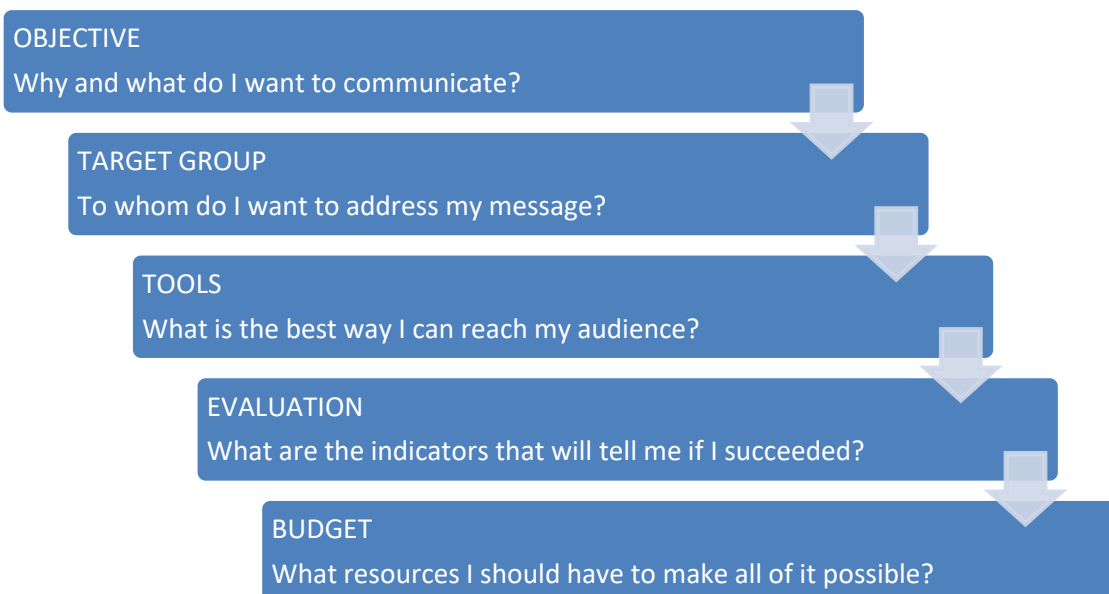 OBJECTIVE
Why and what do I want to communicate?
TARGET GROUP
To whom do I want to address my message?
TOOLS
What is the best way I can reach my audience?
EVALUATION
What are the indicators that will tell me if I succeeded?
BUDGET
What resources I should have to make all of it possible?